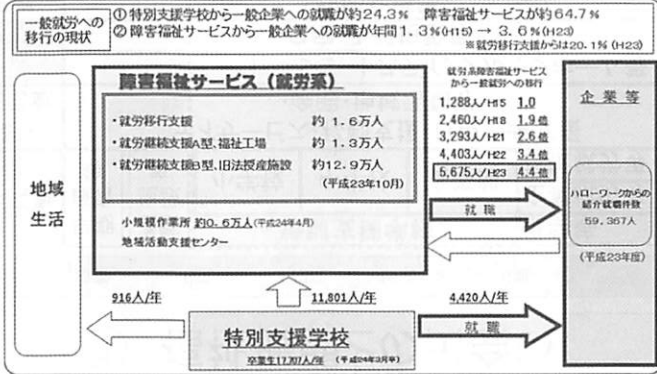 一般就労への
移行の現状
① 特別支援学校から一般企業への就職が約24.3％ 障害福祉サービスが約64.7％
② 障害福祉サービスから一般企業への就職が年間1.3％(H15) → 3.6％(H23)
※就労移行支援からは20.1％(H23)
障害福祉サービス（就労系）
・就労移行支援 約1.6万人
・就労継続支援A型,福祉工場 約1.3万人
・就労継続支援B型,旧法授産施設 約12.9万人
(平成23年10月)
小規模作業所 約0.6万人(平成24年4月)
地域活動支援センター
就労系障害福祉サービス
から一般就労への移行
1,288人/H15 1.0
2,460人/H18 1.9倍
3,293人/H21 2.6倍
4,403人/H22 3.4倍
5,675人/H23 4.4倍
就職
企業等
ハローワークからの
紹介就職件数
59,367人
(平成23年度)
地域
生活
916人/年
11,801人/年
4,420人/年
就職
特別支援学校
卒業生17,707人/年 (平成24年3月卒)